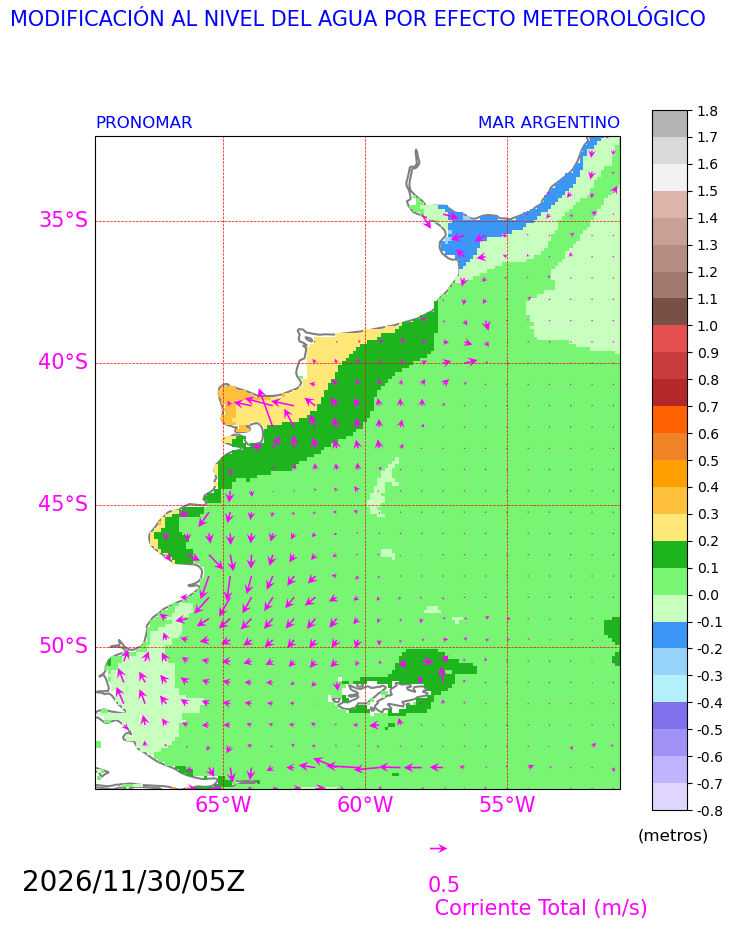 MODIFICACIÓN AL NIVEL DEL AGUA POR EFECTO METEOROLÓGICO
PRONOMAR MAR ARGENTINO
35°S
40°S
45°S
50°S
65°W 60°W 55°W
1.8
1.7
1.6
1.5
1.4
1.3
1.2
1.1
1.0
0.9
0.8
0.7
0.6
0.5
0.4
0.3
0.2
0.1
0.0
-0.1
-0.2
-0.3
-0.4
-0.5
-0.6
-0.7
-0.8
(metros)
2026/11/30/05Z
0.5
Corriente Total (m/s)